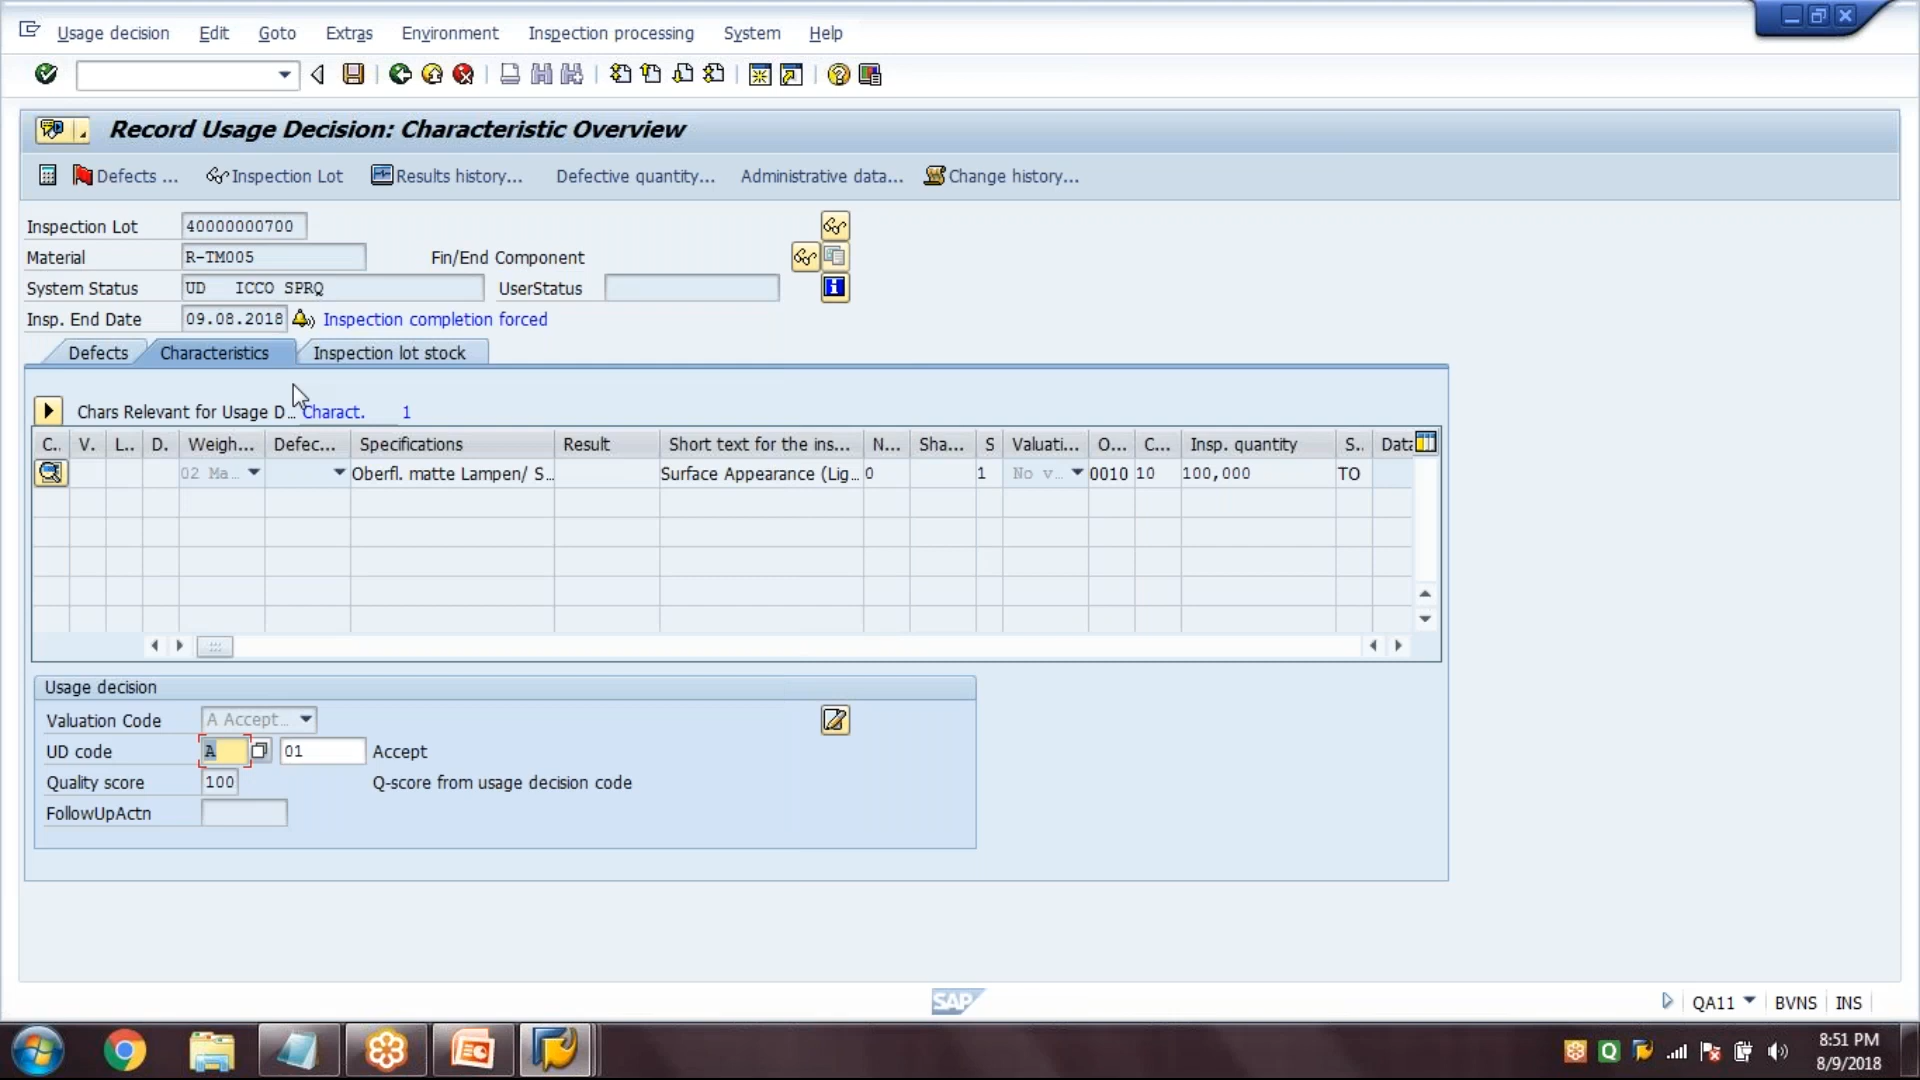 Usage decision Edit Goto Extras Environment Inspection processing System Help
Record Usage Decision: Characteristic Overview
Defects ... Inspection Lot Results history... Defective quantity... Administrative data... Change history...
Inspection Lot 40000000700
Material R-TM005 Fin/End Component
System Status UD ICCO SPRQ UserStatus
Insp. End Date 09.08.2018 Inspection completion forced
Defects Characteristics Inspection lot stock
Chars Relevant for Usage D... Charact. 1
C.. V. L.. D. Weigh... Defec... Specifications Result Short text for the ins... N... Sha... S Valuati... O... C... Insp. quantity S.. Data
02 Ma... Oberfl. matte Lampen/ S... Surface Appearance (Lig... 0 1 No v... 0010 10 100,000 TO
Usage decision
Valuation Code A Accept...
UD code A 01 Accept
Quality score 100 Q-score from usage decision code
FollowUpActn
SAP
QA11 BVNS INS
8:51 PM
8/9/2018